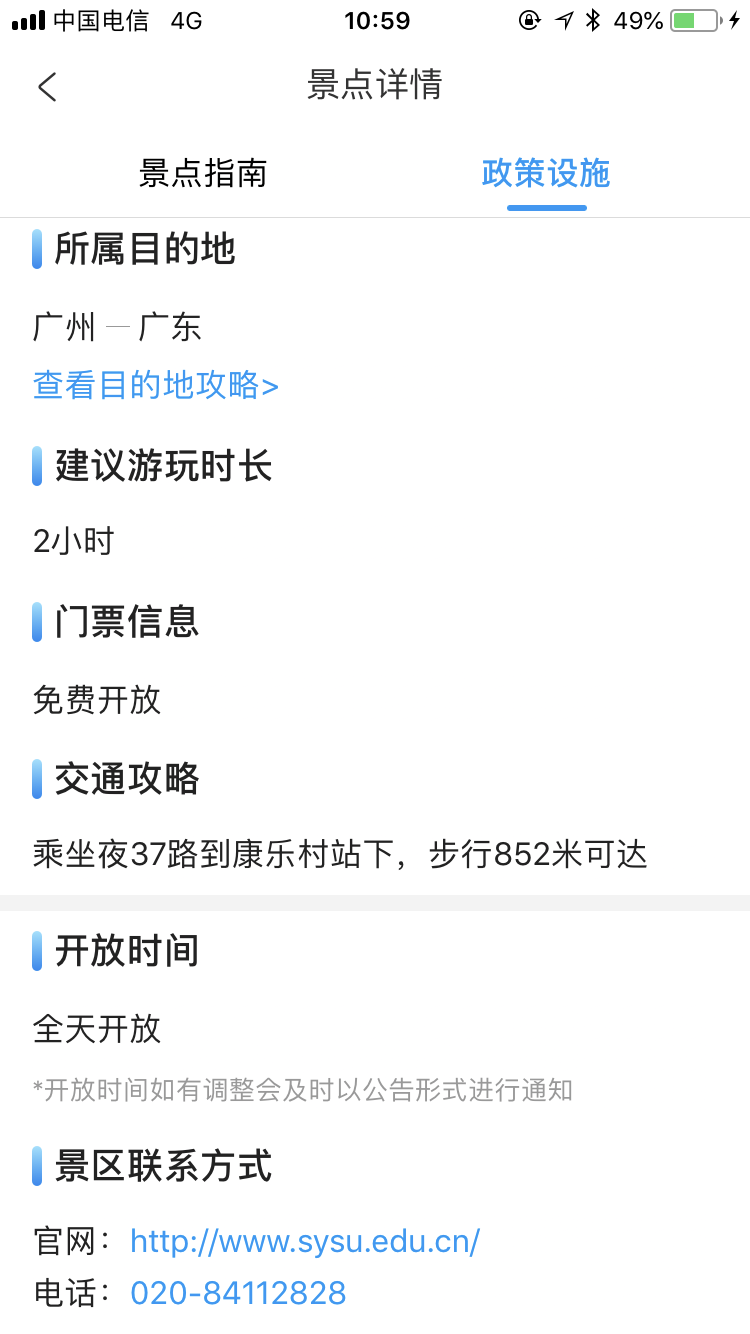 中国电信 4G 10:59 49%
景点详情
景点指南 政策设施
所属目的地
广州 — 广东
查看目的地攻略>
建议游玩时长
2小时
门票信息
免费开放
交通攻略
乘坐夜37路到康乐村站下，步行852米可达
开放时间
全天开放
*开放时间如有调整会及时以公告形式进行通知
景区联系方式
官网：http://www.sysu.edu.cn/
电话：020-84112828